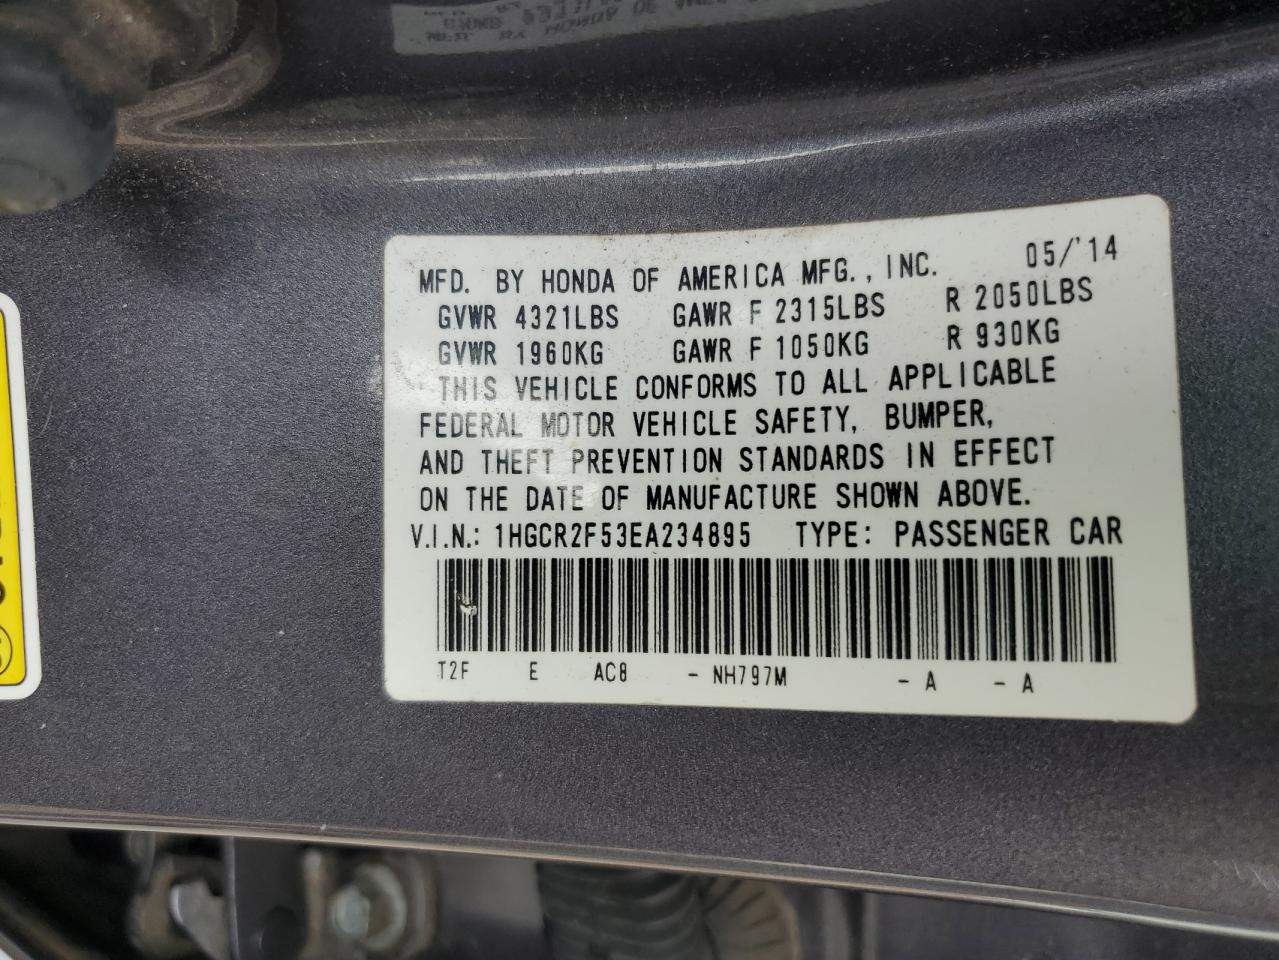 MFD. BY HONDA OF AMERICA MFG., INC. 05/'14
GVWR 4321LBS GAWR F 2315LBS R 2050LBS
GVWR 1960KG GAWR F 1050KG R 930KG
THIS VEHICLE CONFORMS TO ALL APPLICABLE
FEDERAL MOTOR VEHICLE SAFETY, BUMPER,
AND THEFT PREVENTION STANDARDS IN EFFECT
ON THE DATE OF MANUFACTURE SHOWN ABOVE.
V.I.N.: 1HGCR2F53EA234895 TYPE: PASSENGER CAR
T2F E AC8 - NH797M - A - A